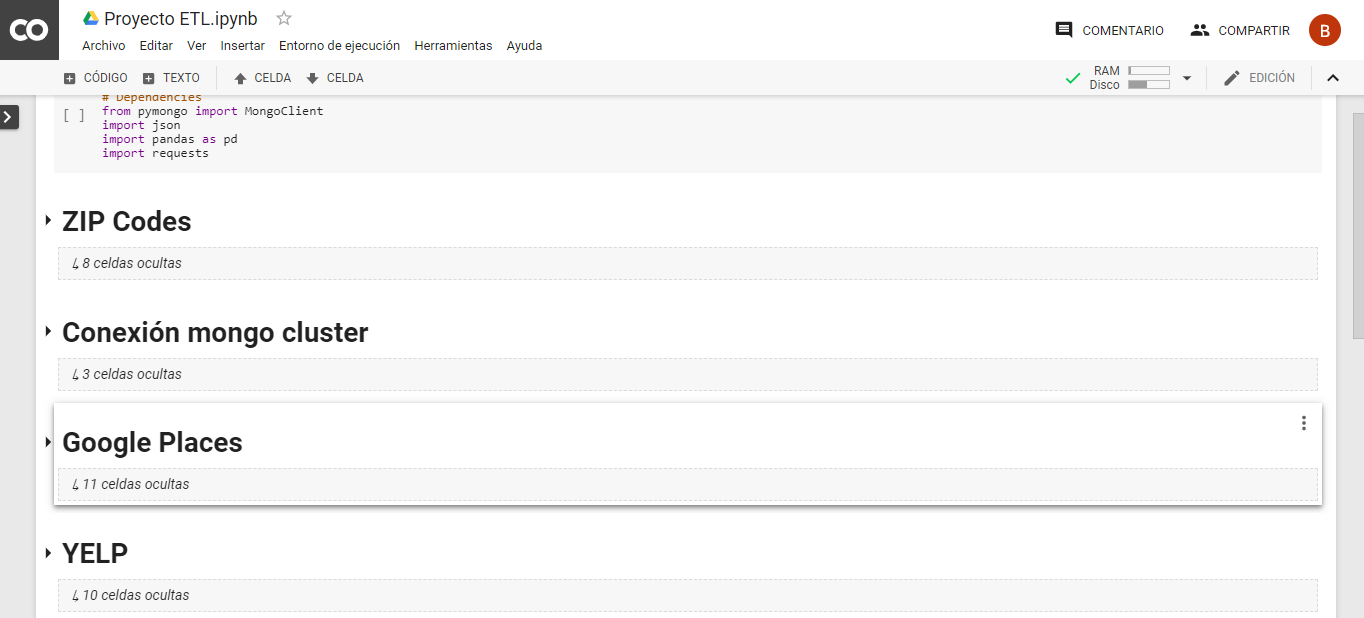 CO
Proyecto ETL.ipynb
COMENTARIO COMPARTIR B
Archivo Editar Ver Insertar Entorno de ejecución Herramientas Ayuda
CÓDIGO TEXTO CELDA CELDA
RAM
Disco
EDICIÓN
# Dependencies
[ ] from pymongo import MongoClient
import json
import pandas as pd
import requests
ZIP Codes
↳ 8 celdas ocultas
Conexión mongo cluster
↳ 3 celdas ocultas
Google Places
↳ 11 celdas ocultas
YELP
↳ 10 celdas ocultas